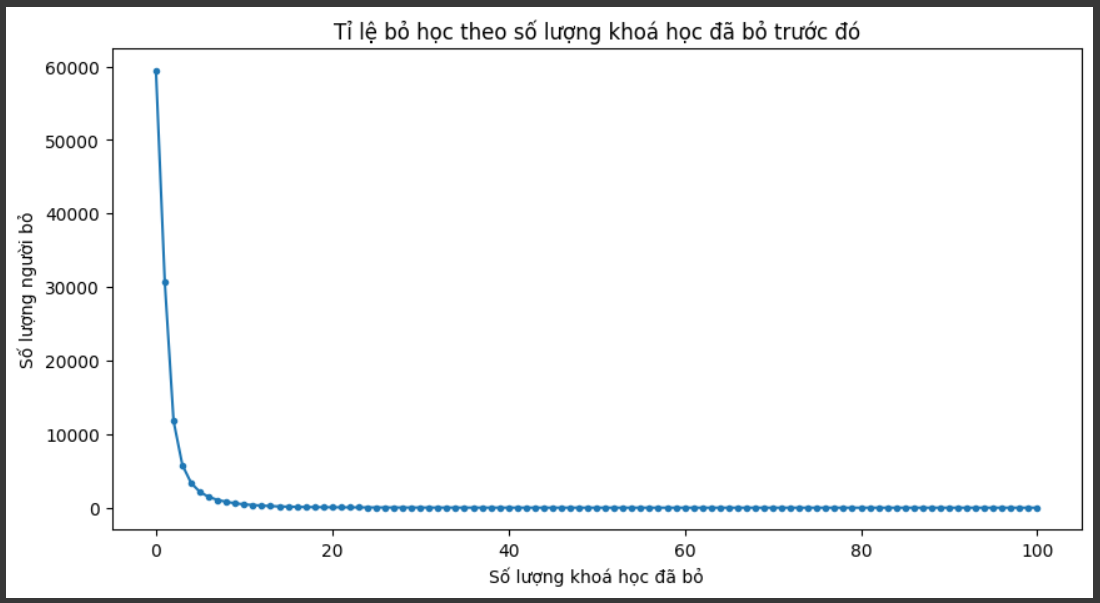 Tỉ lệ bỏ học theo số lượng khoá học đã bỏ trước đó
60000
50000
40000
30000
20000
10000
0
Số lượng người bỏ
0 20 40 60 80 100
Số lượng khoá học đã bỏ